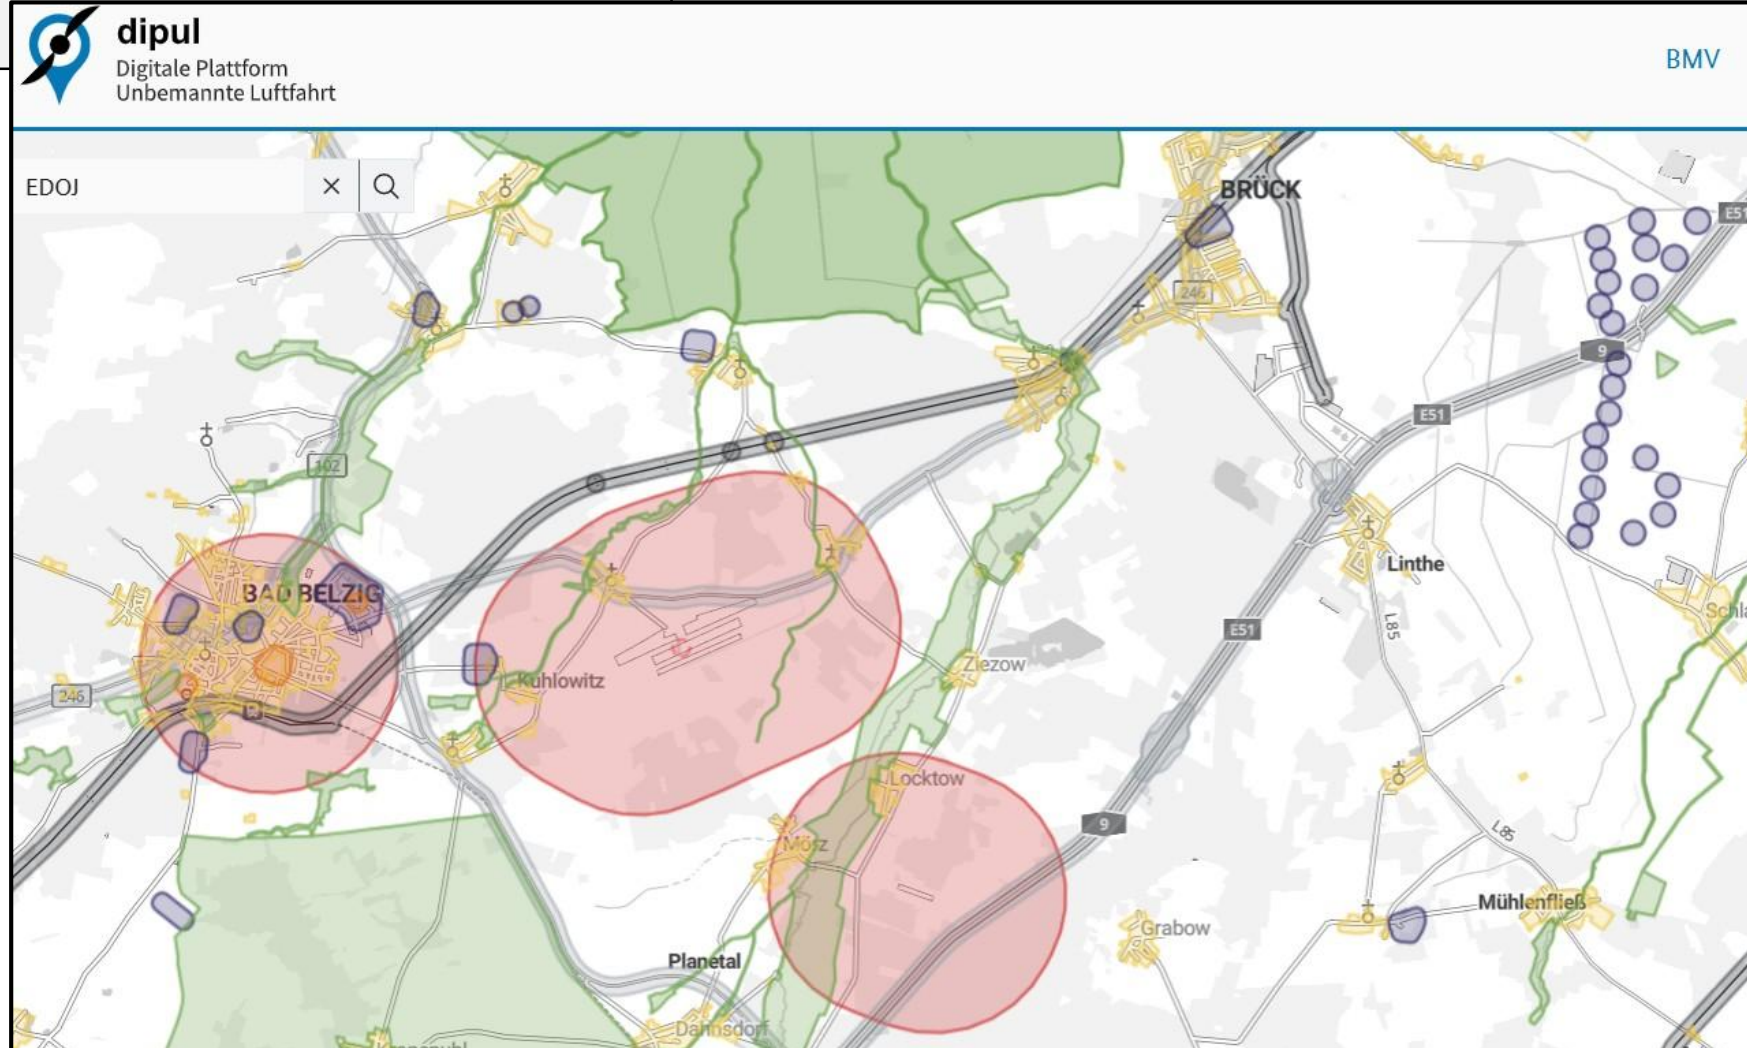 dipul
Digitale Plattform
Unbemannte Luftfahrt
BMV
EDOJ
BRÜCK
E51
246
9
E51
102
BAD BELZIG
Linthe
E51
L85
246
Kuhlowitz
Ziezow
Locktow
9
L85
Mörz
Mühlenfließ
Grabow
Planetal
Dahnsdorf